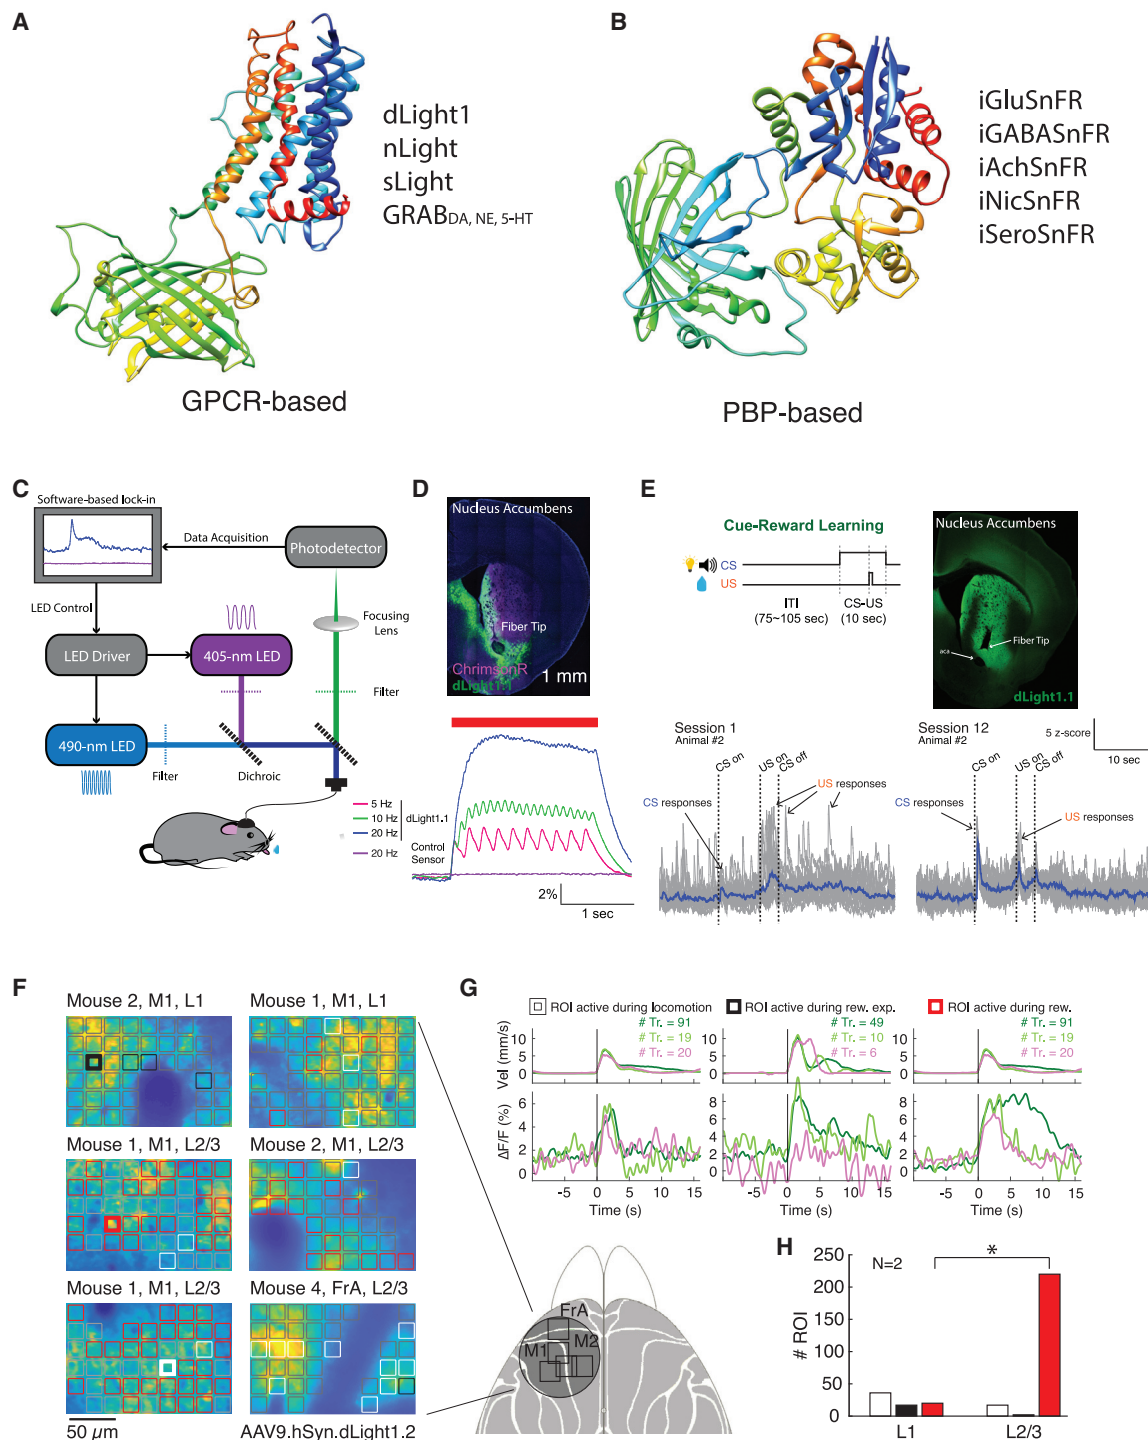 A
dLight1
nLight
sLight
GRABDA, NE, 5-HT
GPCR-based
B
iGluSnFR
iGABASnFR
iAchSnFR
iNicSnFR
iSeroSnFR
PBP-based
C
Software-based lock-in
Data Acquisition
Photodetector
LED Control
Focusing
Lens
LED Driver
405-nm LED
Filter
490-nm LED
Filter
Dichroic
D
Nucleus Accumbens
Fiber Tip
ChrimsonR
dLight1.1
1 mm
5 Hz
10 Hz
20 Hz
dLight1.1
20 Hz
Control
Sensor
2%
1 sec
E
Cue-Reward Learning
CS
US
ITI
(75~105 sec)
CS-US
(10 sec)
Nucleus Accumbens
Fiber Tip
aca
dLight1.1
Session 1
Animal #2
CS on
US on
CS off
CS responses
US
responses
Session 12
Animal #2
CS on
US on
CS off
CS responses
US responses
5 z-score
10 sec
F
Mouse 2, M1, L1
Mouse 1, M1, L1
Mouse 1, M1, L2/3
Mouse 2, M1, L2/3
Mouse 1, M1, L2/3
Mouse 4, FrA, L2/3
50 µm
AAV9.hSyn.dLight1.2
FrA
M2
M1
G
ROI active during locomotion
ROI active during rew. exp.
ROI active during rew.
# Tr. = 91
# Tr. = 19
# Tr. = 20
# Tr. = 49
# Tr. = 10
# Tr. = 6
# Tr. = 91
# Tr. = 19
# Tr. = 20
Vel (mm/s)
10
5
0
10
5
0
10
5
0
ΔF/F (%)
6
4
2
0
8
6
4
2
0
8
6
4
2
0
-5 0 5 10 15
-5 0 5 10 15
-5 0 5 10 15
Time (s)
Time (s)
Time (s)
H
N=2
*
# ROI
250
200
150
100
50
0
L1
L2/3